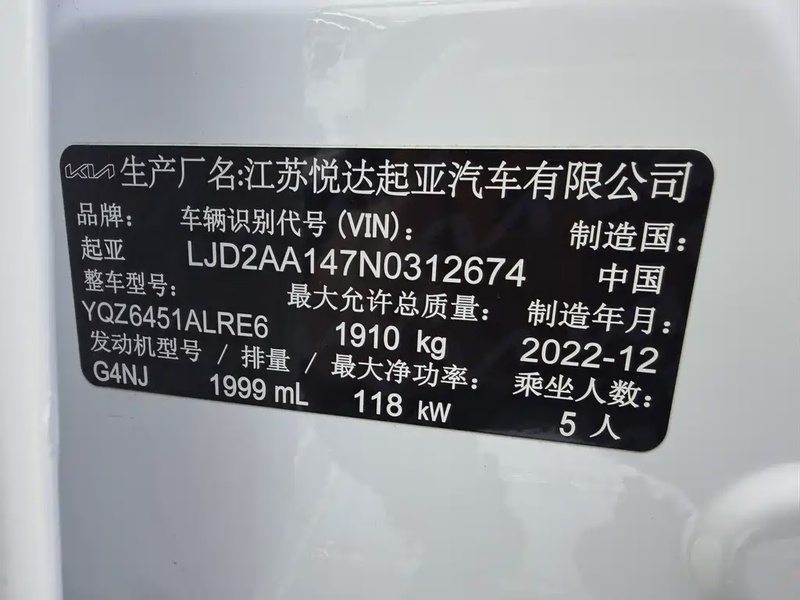 KIA 生产厂名:江苏悦达起亚汽车有限公司
品牌: 车辆识别代号(VIN): 制造国:
起亚 LJD2AA147N0312674 中国
整车型号: 最大允许总质量: 制造年月:
YQZ6451ALRE6 1910 kg 2022-12
发动机型号/排量/最大净功率: 乘坐人数:
G4NJ 1999 mL 118 kW 5 人